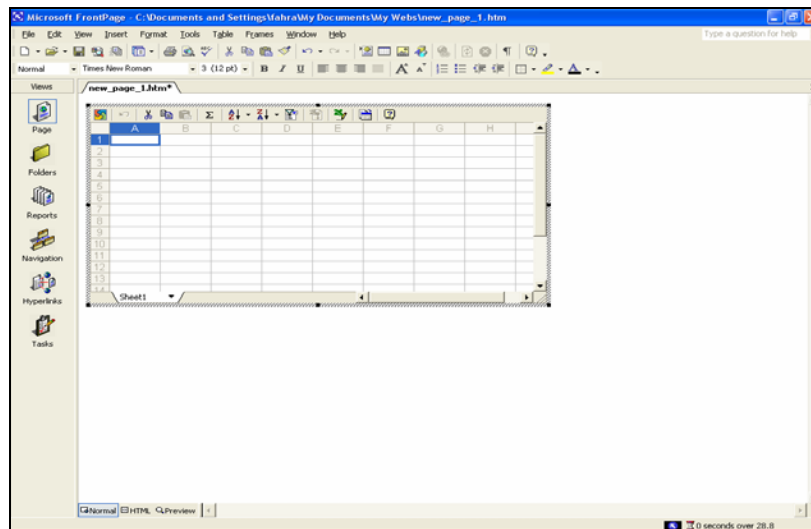 Microsoft FrontPage - C:\Documents and Settings\fahra\My Documents\My Webs\new_page_1.htm
File Edit View Insert Format Tools Table Frames Window Help Type a question for help
Normal Times New Roman 3 (12 pt) B I U
Views new_page_1.htm*
Page
Folders
Reports
Navigation
Hyperlinks
Tasks
A B C D E F G H
1
2
3
4
5
6
7
8
9
10
11
12
13
14
Sheet1
Normal HTML Preview
0 seconds over 28.8